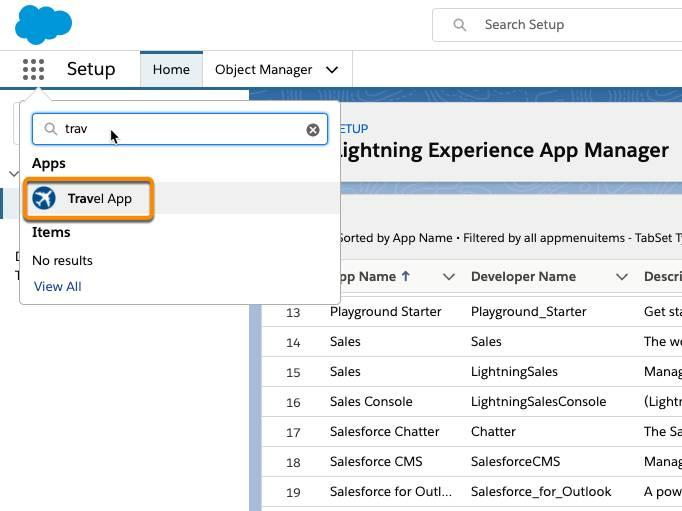 Search Setup
Setup
Home
Object Manager
trav
Apps
Travel App
Items
No results
View All
ETUP
Lightning Experience App Manager
Sorted by App Name • Filtered by all appmenuitems - TabSet T
pp Name ↑ Developer Name Descri
13 Playground Starter Playground_Starter Get sta
14 Sales Sales The we
15 Sales LightningSales Manag
16 Sales Console LightningSalesConsole (Lightn
17 Salesforce Chatter Chatter The Sa
18 Salesforce CMS SalesforceCMS Manag
19 Salesforce for Outl... Salesforce_for_Outlook A pow